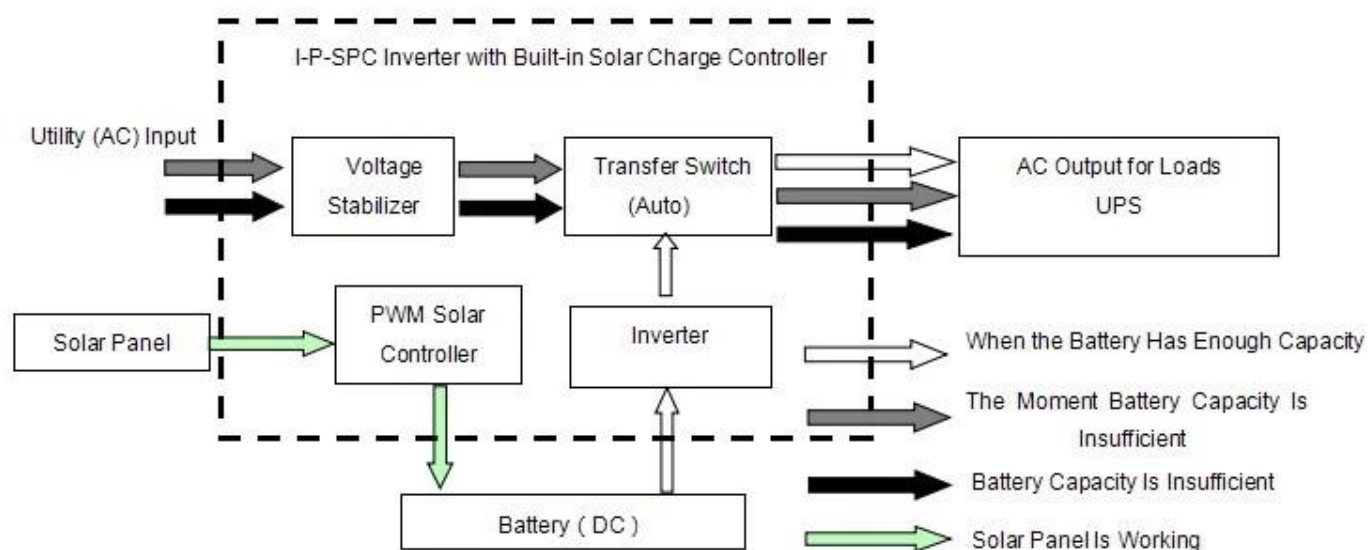 I-P-SPC Inverter with Built-in Solar Charge Controller
Utility (AC) Input
Voltage
Stabilizer
Transfer Switch
(Auto)
AC Output for Loads
UPS
Solar Panel
PWM Solar
Controller
Inverter
Battery ( DC )
When the Battery Has Enough Capacity
The Moment Battery Capacity Is
Insufficient
Battery Capacity Is Insufficient
Solar Panel Is Working